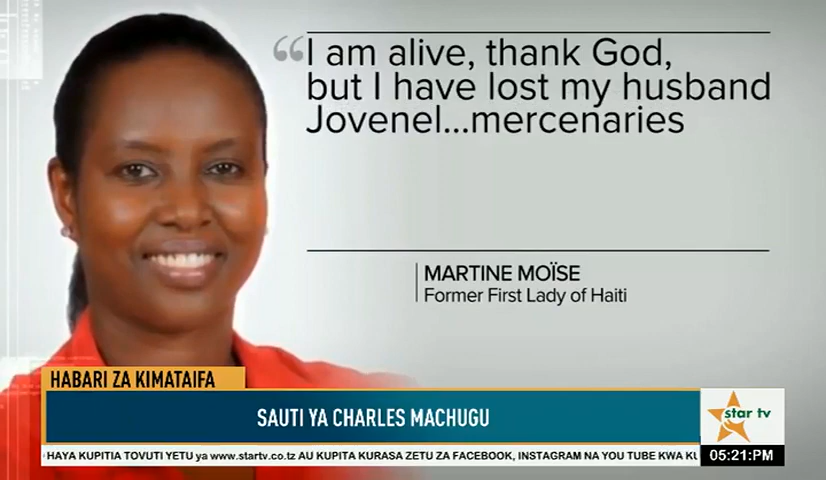 “I am alive, thank God,
but I have lost my husband
Jovenel...mercenaries
MARTINE MOÏSE
Former First Lady of Haiti
HABARI ZA KIMATAIFA
SAUTI YA CHARLES MACHUGU
star tv
HAYA KUPITIA TOVUTI YETU ya www.startv.co.tz AU KUPITA KURASA ZETU ZA FACEBOOK, INSTAGRAM NA YOU TUBE KWA
05:21:PM